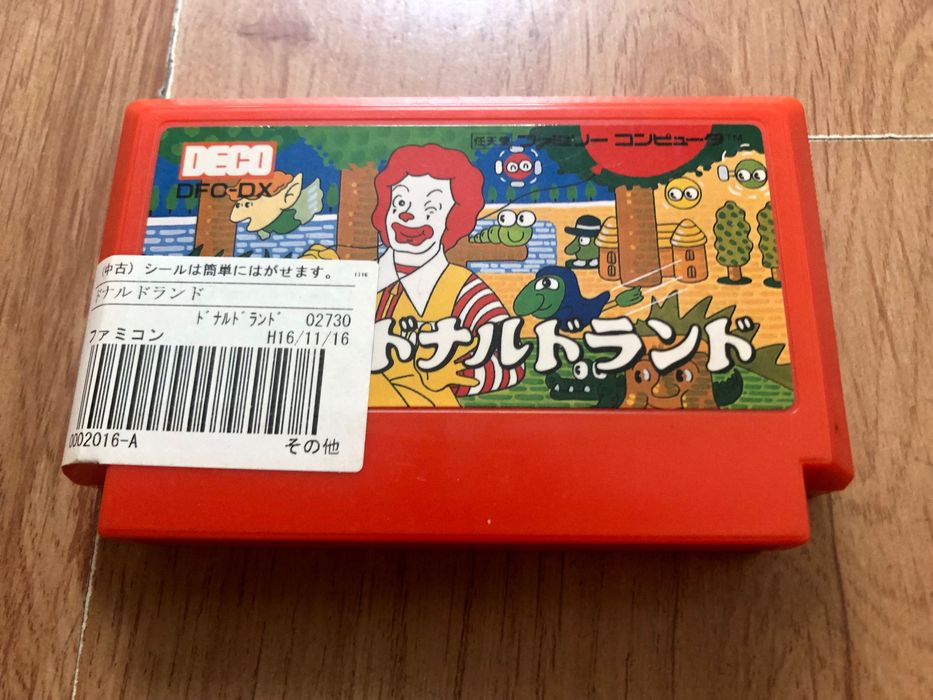 DECO
DFC-DX
任天堂 ファミリー コンピュータ™
(中古) シールは簡単にはがせます。
ドナルドランド
ﾄﾞﾅﾙﾄﾞﾗﾝﾄﾞ 02730
ファミコン H16/11/16
0002016-A
その他
ドナルドランド